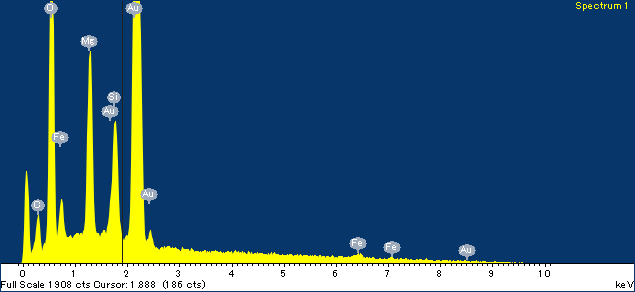 Spectrum 1
O Au
Mg
Si
Au
Fe
Au
C
Fe Fe Au
0 1 2 3 4 5 6 7 8 9 10
Full Scale 1908 cts Cursor: 1.888 (186 cts) keV